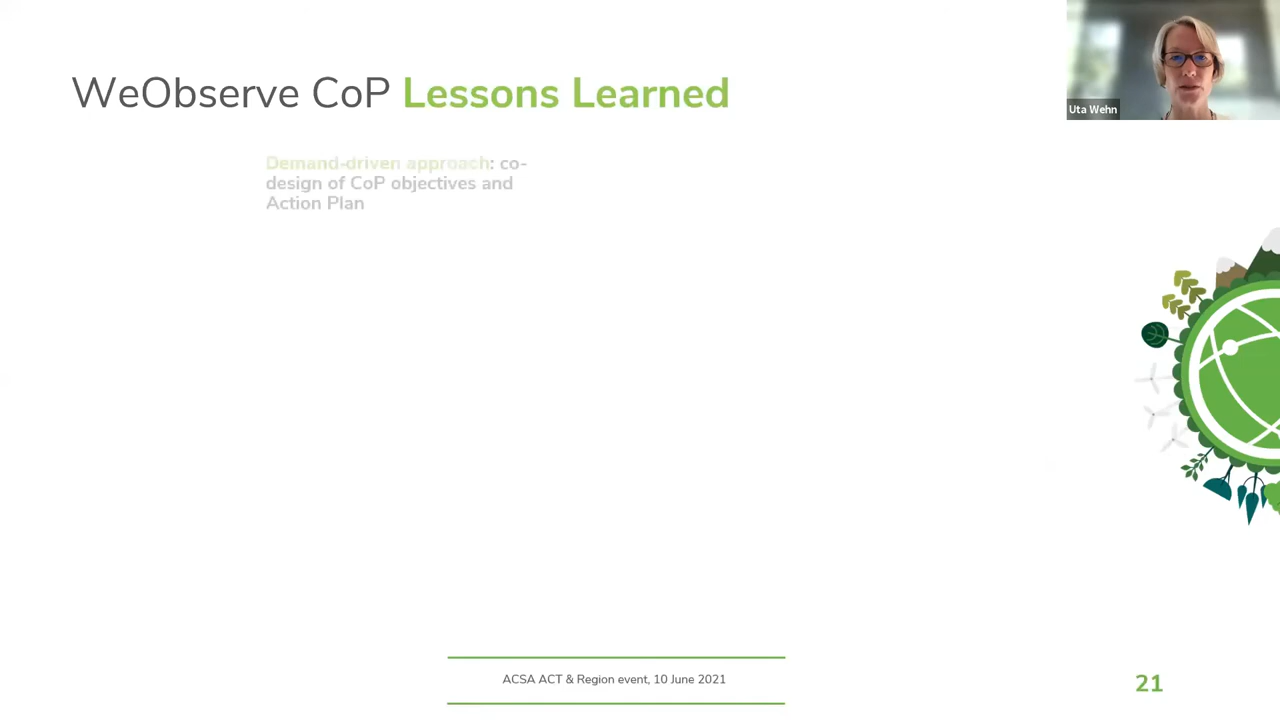 WeObserve CoP Lessons Learned
Uta Wehn
Demand-driven approach: co-
design of CoP objectives and
Action Plan
ACSA ACT & Region event, 10 June 2021
21